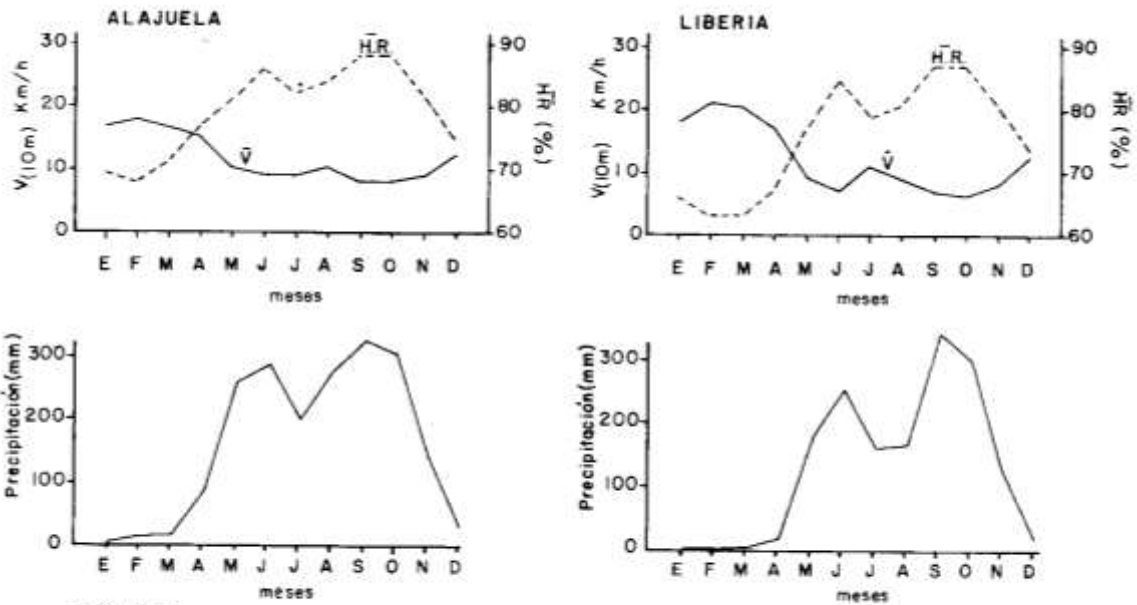 ALAJUELA
V(10m) Km/h
30
20
10
0
H.R.
V̄
90
80
70
60
H̄R (%)
E F M A M J J A S O N D
meses
LIBERIA
V(10m) Km/h
30
20
10
0
H.R.
V̄
90
80
70
60
H̄R (%)
E F M A M J J A S O N D
meses
Precipitación(mm)
300
200
100
0
E F M A M J J A S O N D
meses
Precipitación(mm)
300
200
100
0
E F M A M J J A S O N D
meses